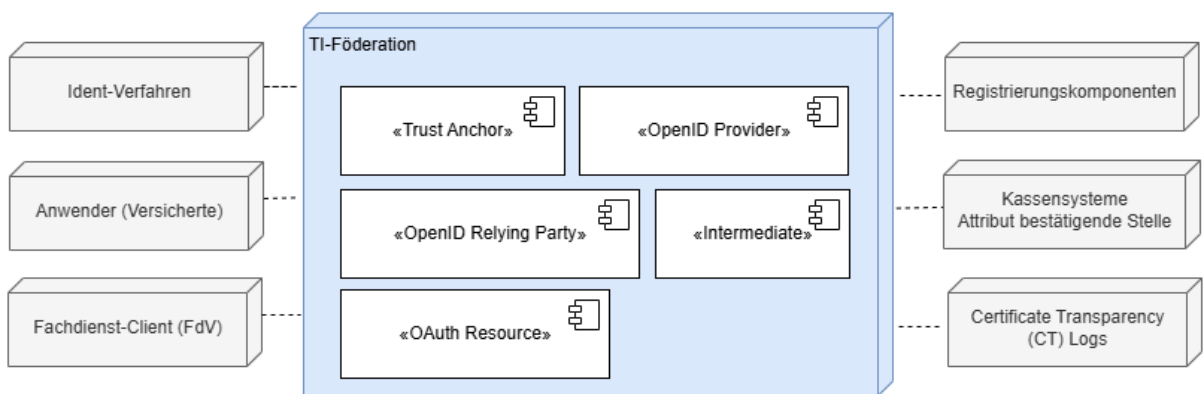 TI-Föderation
Ident-Verfahren
Anwender (Versicherte)
Fachdienst-Client (FdV)
«Trust Anchor»
«OpenID Provider»
«OpenID Relying Party»
«Intermediate»
«OAuth Resource»
Registrierungskomponenten
Kassensysteme
Attribut bestätigende Stelle
Certificate Transparency
(CT) Logs